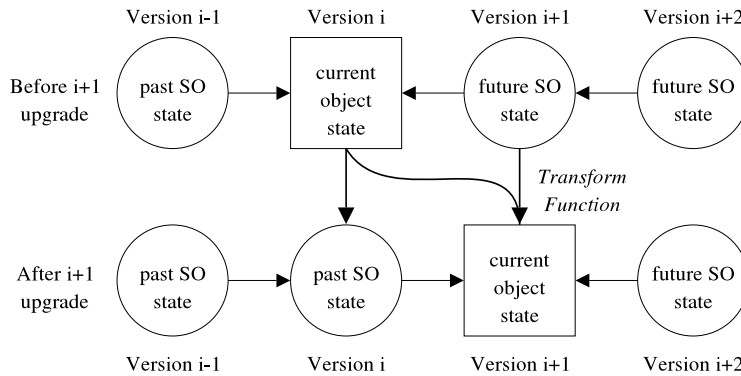 Version i-1
Version i
Version i+1
Version i+2
Before i+1
upgrade
past SO
state
current
object
state
future SO
state
future SO
state
Transform
Function
After i+1
upgrade
past SO
state
past SO
state
current
object
state
future SO
state
Version i-1
Version i
Version i+1
Version i+2